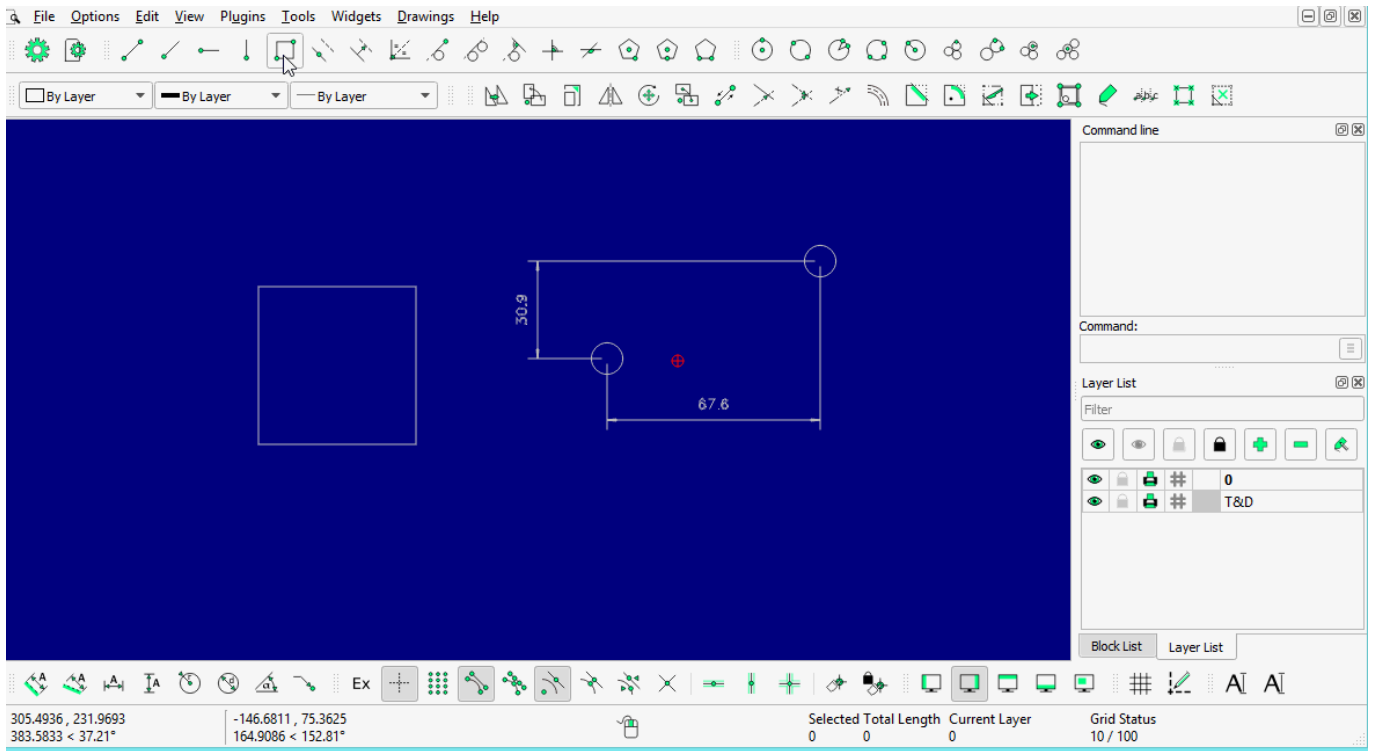 File Options Edit View Plugins Tools Widgets Drawings Help
By Layer By Layer By Layer
Command line
30.9
67.6
Command:
Layer List
Filter
0
T&D
Block List Layer List
Ex
305.4936 , 231.9693 -146.6811 , 75.3625 Selected Total Length Current Layer Grid Status
383.5833 < 37.21° 164.9086 < 152.81° 0 0 0 10 / 100